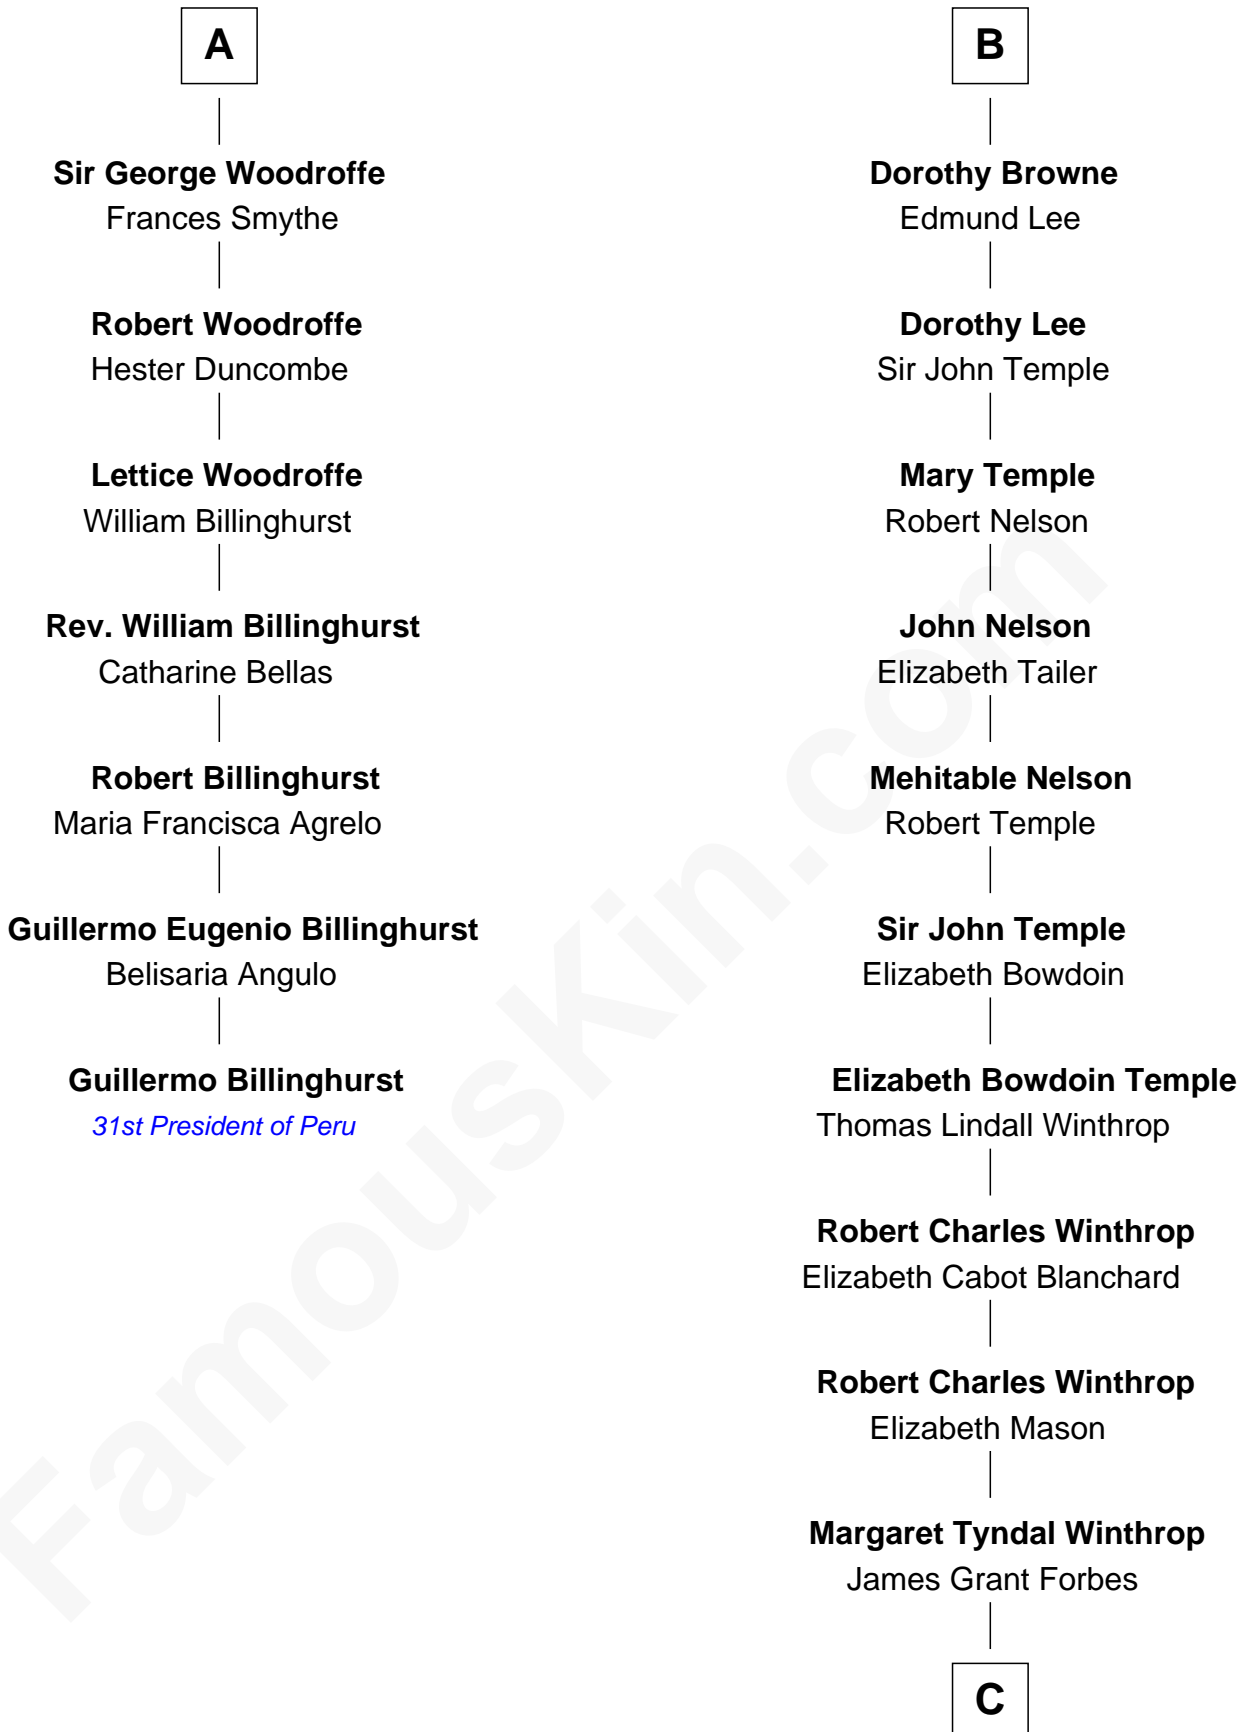 A
Sir George Woodroffe
Frances Smythe
Robert Woodroffe
Hester Duncombe
Lettice Woodroffe
William Billinghurst
Rev. William Billinghurst
Catharine Bellas
Robert Billinghurst
Maria Francisca Agrelo
Guillermo Eugenio Billinghurst
Belisaria Angulo
Guillermo Billinghurst
31st President of Peru
B
Dorothy Browne
Edmund Lee
Dorothy Lee
Sir John Temple
Mary Temple
Robert Nelson
John Nelson
Elizabeth Tailer
Mehitable Nelson
Robert Temple
Sir John Temple
Elizabeth Bowdoin
Elizabeth Bowdoin Temple
Thomas Lindall Winthrop
Robert Charles Winthrop
Elizabeth Cabot Blanchard
Robert Charles Winthrop
Elizabeth Mason
Margaret Tyndal Winthrop
James Grant Forbes
C
FamousKin.com